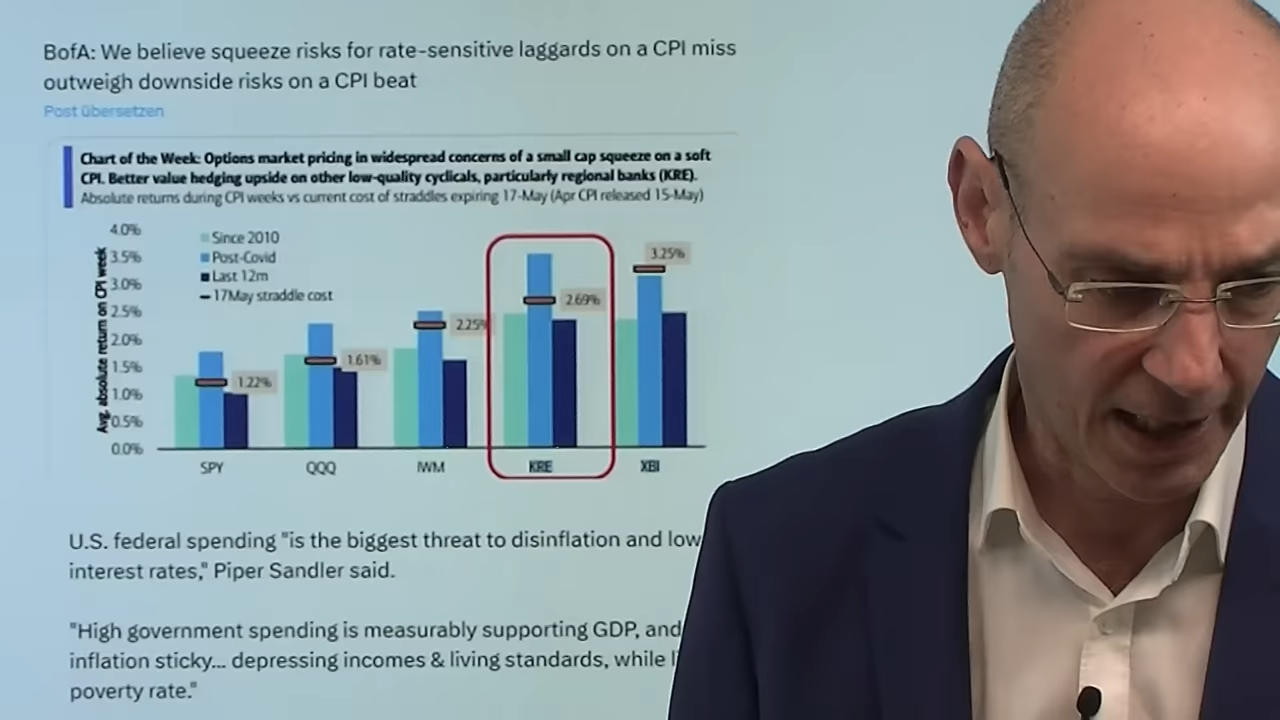 BofA: We believe squeeze risks for rate-sensitive laggards on a CPI miss
outweigh downside risks on a CPI beat
Post übersetzen
Chart of the Week: Options market pricing in widespread concerns of a small cap squeeze on a soft
CPI. Better value hedging upside on other low-quality cyclicals, particularly regional banks (KRE).
Absolute returns during CPI weeks vs current cost of straddles expiring 17-May (Apr CPI released 15-May)
Avg. absolute return on CPI week
4.0%
3.5%
3.0%
2.5%
2.0%
1.5%
1.0%
0.5%
0.0%
Since 2010
Post-Covid
Last 12m
17May straddle cost
1.22%
1.61%
2.25%
2.69%
3.25%
SPY QQQ IWM KRE XBI
U.S. federal spending "is the biggest threat to disinflation and low
interest rates," Piper Sandler said.
"High government spending is measurably supporting GDP, and
inflation sticky... depressing incomes & living standards, while
poverty rate."